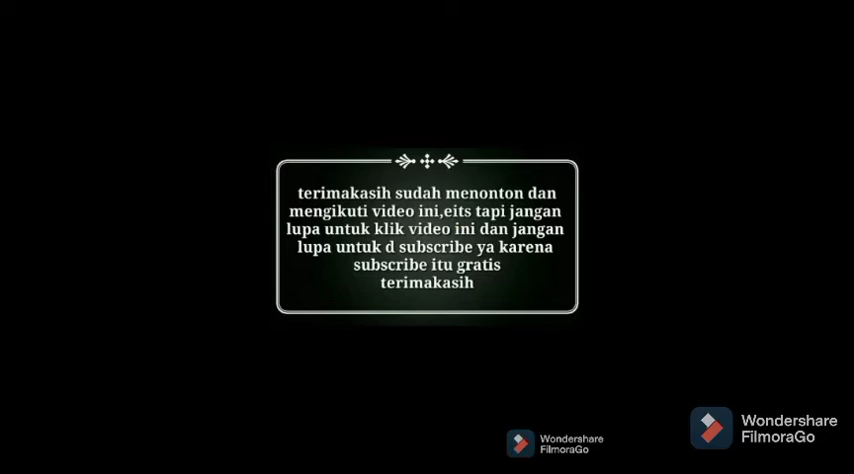 terimakasih sudah menonton dan
mengikuti video ini,eits tapi jangan
lupa untuk klik video ini dan jangan
lupa untuk d subscribe ya karena
subscribe itu gratis
terimakasih
Wondershare
FilmoraGo
Wondershare
FilmoraGo